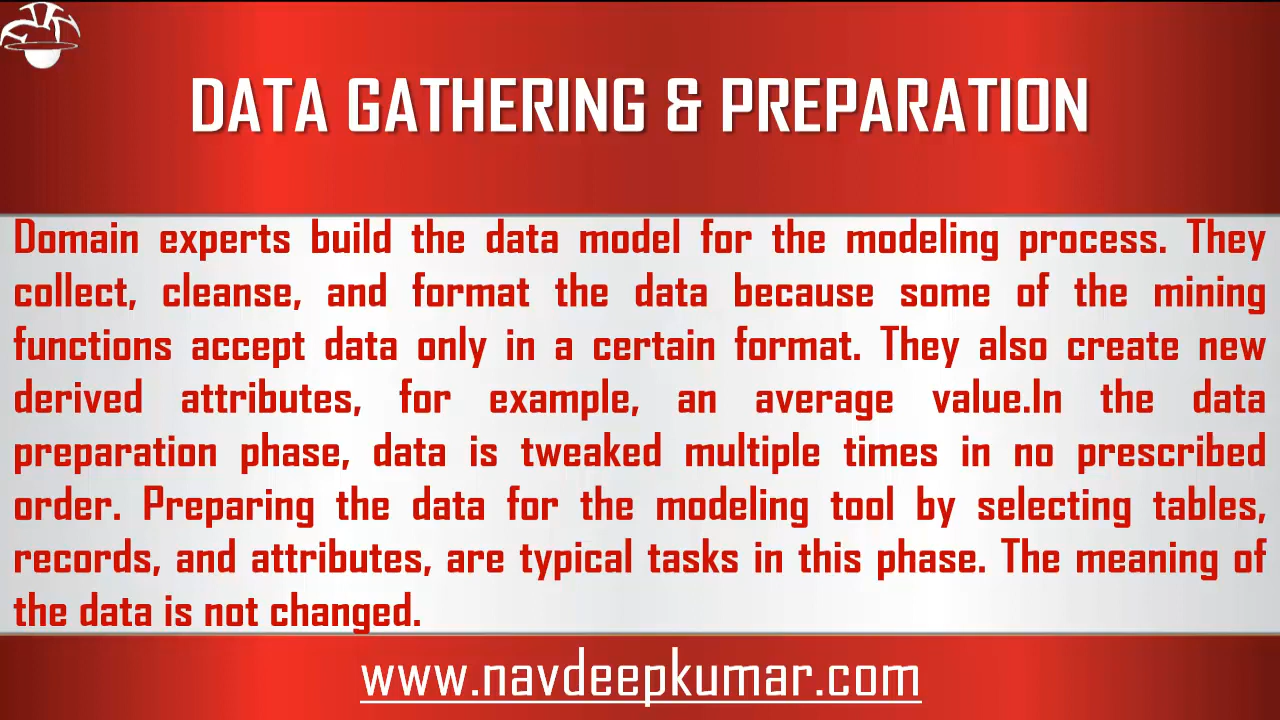 DATA GATHERING & PREPARATION
Domain experts build the data model for the modeling process. They
collect, cleanse, and format the data because some of the mining
functions accept data only in a certain format. They also create new
derived attributes, for example, an average value.In the data
preparation phase, data is tweaked multiple times in no prescribed
order. Preparing the data for the modeling tool by selecting tables,
records, and attributes, are typical tasks in this phase. The meaning of
the data is not changed.
www.navdeepkumar.com